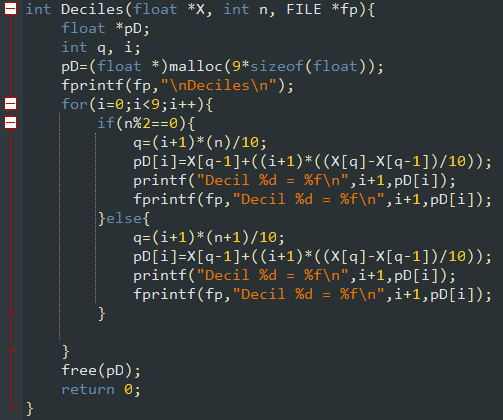 int Deciles(float *X, int n, FILE *fp){
    float *pD;
    int q, i;
    pD=(float *)malloc(9*sizeof(float));
    fprintf(fp,"\nDeciles\n");
    for(i=0;i<9;i++){
        if(n%2==0){
            q=(i+1)*(n)/10;
            pD[i]=X[q-1]+((i+1)*((X[q]-X[q-1])/10));
            printf("Decil %d = %f\n",i+1,pD[i]);
            fprintf(fp,"Decil %d = %f\n",i+1,pD[i]);
        }else{
            q=(i+1)*(n+1)/10;
            pD[i]=X[q-1]+((i+1)*((X[q]-X[q-1])/10));
            printf("Decil %d = %f\n",i+1,pD[i]);
            fprintf(fp,"Decil %d = %f\n",i+1,pD[i]);
        }

    }
    free(pD);
    return 0;
}